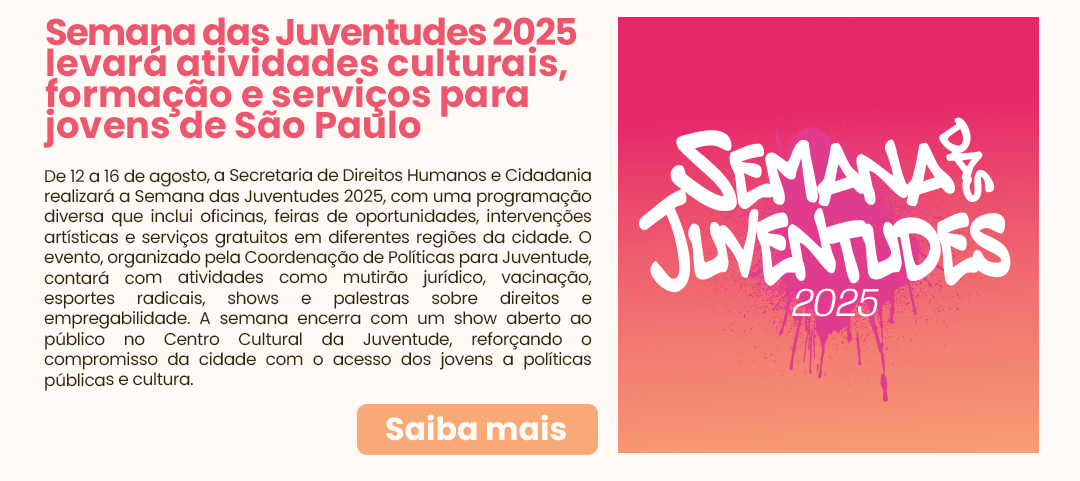 Semana das Juventudes 2025
levará atividades culturais,
formação e serviços para
jovens de São Paulo
De 12 a 16 de agosto, a Secretaria de Direitos Humanos e Cidadania
realizará a Semana das Juventudes 2025, com uma programação
diversa que inclui oficinas, feiras de oportunidades, intervenções
artísticas e serviços gratuitos em diferentes regiões da cidade. O
evento, organizado pela Coordenação de Políticas para Juventude,
contará com atividades como mutirão jurídico, vacinação,
esportes radicais, shows e palestras sobre direitos e
empregabilidade. A semana encerra com um show aberto ao
público no Centro Cultural da Juventude, reforçando o
compromisso da cidade com o acesso dos jovens a políticas
públicas e cultura.
Saiba mais
SEMANA DAS
JUVENTUDES
2025